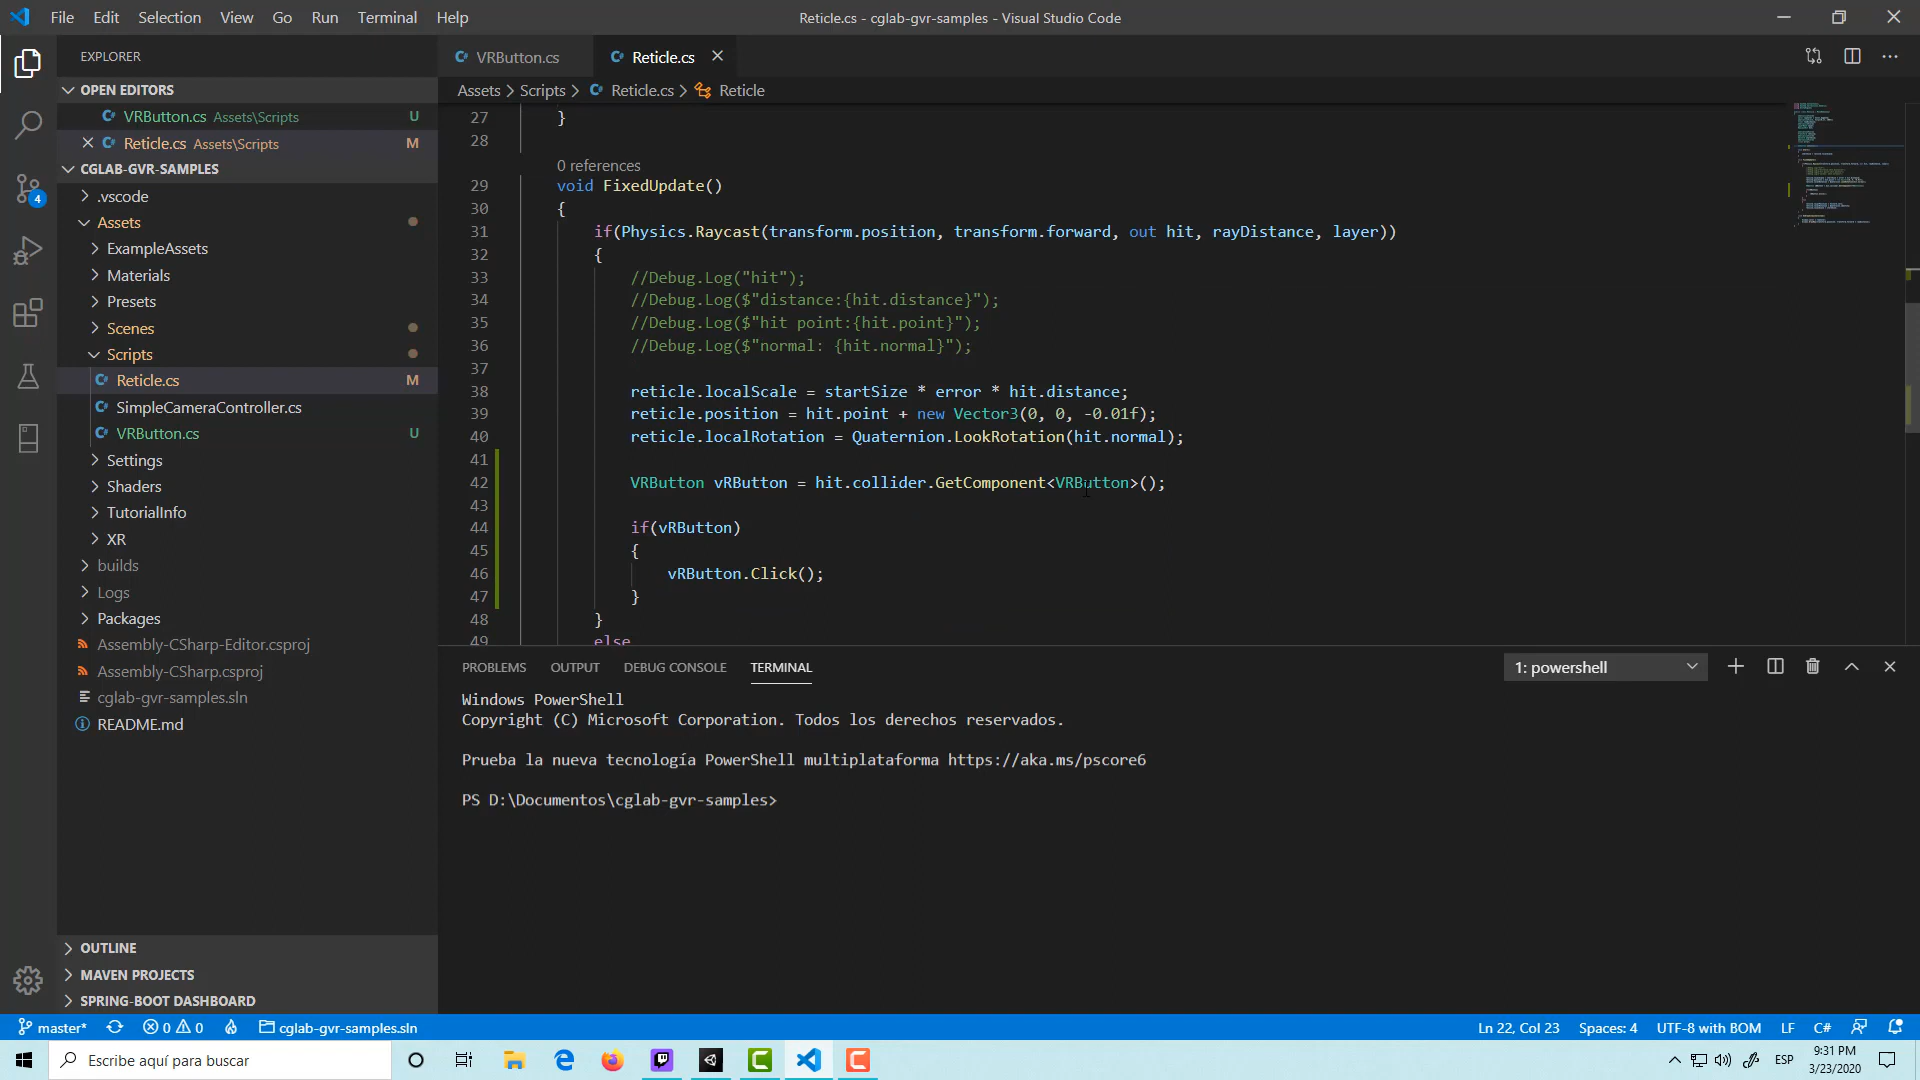 File Edit Selection View Go Run Terminal Help
Reticle.cs - cglab-gvr-samples - Visual Studio Code
EXPLORER
OPEN EDITORS
VRButton.cs Assets\Scripts U
Reticle.cs Assets\Scripts M
CGLAB-GVR-SAMPLES
.vscode
Assets
ExampleAssets
Materials
Presets
Scenes
Scripts
Reticle.cs M
SimpleCameraController.cs
VRButton.cs U
Settings
Shaders
TutorialInfo
XR
builds
Logs
Packages
Assembly-CSharp-Editor.csproj
Assembly-CSharp.csproj
cglab-gvr-samples.sln
README.md
OUTLINE
MAVEN PROJECTS
SPRING-BOOT DASHBOARD
4
VRButton.cs Reticle.cs
Assets > Scripts > Reticle.cs > Reticle
27 }
28
0 references
29 void FixedUpdate()
30 {
31 if(Physics.Raycast(transform.position, transform.forward, out hit, rayDistance, layer))
32 {
33 //Debug.Log("hit");
34 //Debug.Log($"distance:{hit.distance}");
35 //Debug.Log($"hit point:{hit.point}");
36 //Debug.Log($"normal: {hit.normal}");
37
38 reticle.localScale = startSize * error * hit.distance;
39 reticle.position = hit.point + new Vector3(0, 0, -0.01f);
40 reticle.localRotation = Quaternion.LookRotation(hit.normal);
41
42 VRButton vRButton = hit.collider.GetComponent<VRButton>();
43
44 if(vRButton)
45 {
46 vRButton.Click();
47 }
48 }
49 else
PROBLEMS OUTPUT DEBUG CONSOLE TERMINAL
1: powershell
Windows PowerShell
Copyright (C) Microsoft Corporation. Todos los derechos reservados.
Prueba la nueva tecnología PowerShell multiplataforma https://aka.ms/pscore6
PS D:\Documentos\cglab-gvr-samples>
master* 0 0 cglab-gvr-samples.sln
Ln 22, Col 23 Spaces: 4 UTF-8 with BOM LF C#
Escribe aquí para buscar
ESP
9:31 PM
3/23/2020